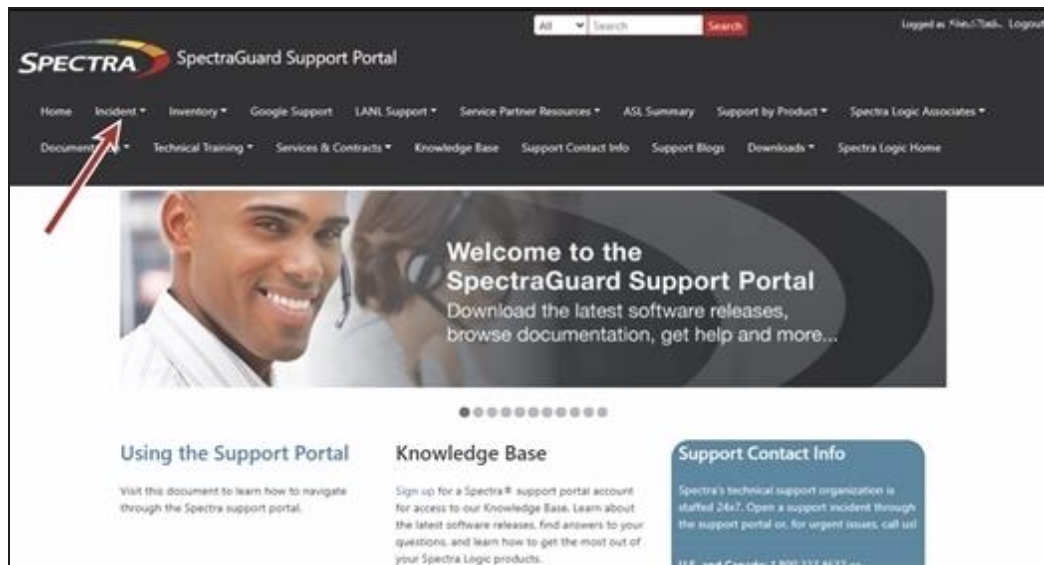 All Search Search Logged as Logout
SPECTRA SpectraGuard Support Portal
Home Incident Inventory Google Support LANL Support Service Partner Resources ASL Summary Support by Product Spectra Logic Associates
Technical Training Services & Contracts Knowledge Base Support Contact Info Support Blogs Downloads Spectra Logic Home
Welcome to the
SpectraGuard Support Portal
Download the latest software releases,
browse documentation, get help and more...
Using the Support Portal
Visit this document to learn how to navigate
through the Spectra support portal.
Knowledge Base
Sign up for a Spectra® support portal account
for access to our Knowledge Base. Learn about
the latest software releases, find answers to your
questions, and learn how to get the most out of
your Spectra Logic products.
Support Contact Info
Spectra's technical support organization is
staffed 24x7. Open a support incident through
the support portal or, for urgent issues, call us!
U.S. and Canada: